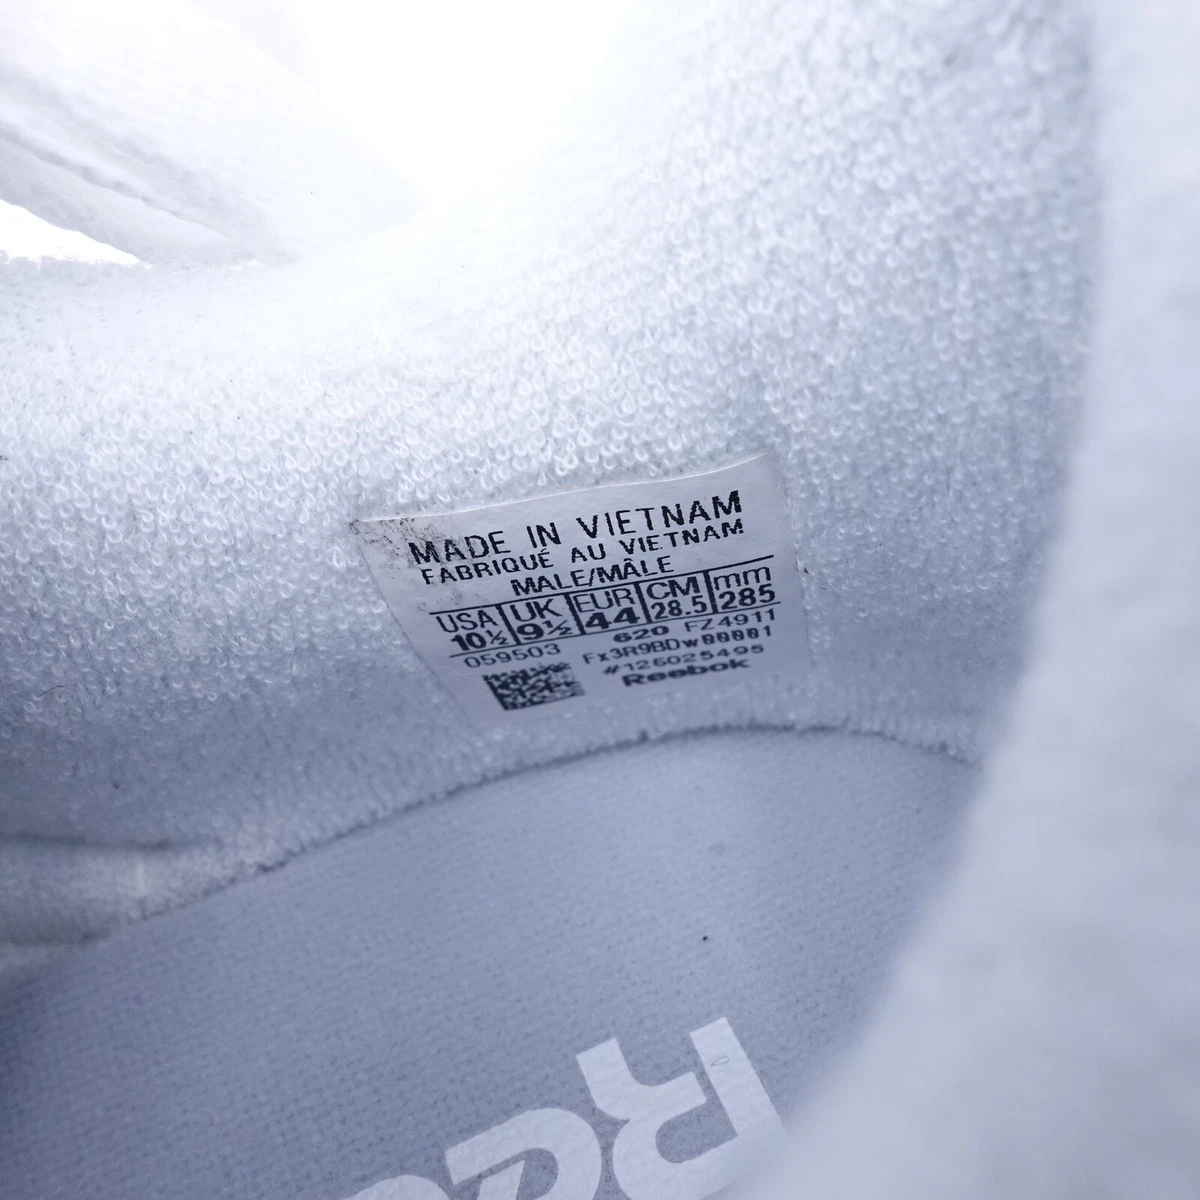 MADE IN VIETNAM
FABRIQUÉ AU VIETNAM
MALE/MÂLE
USA UK EUR CM mm
10½ 9½ 44 28.5 285
059503 620 FZ4911
Fx3R9BDw00001
#126025495
Reebok
Ree